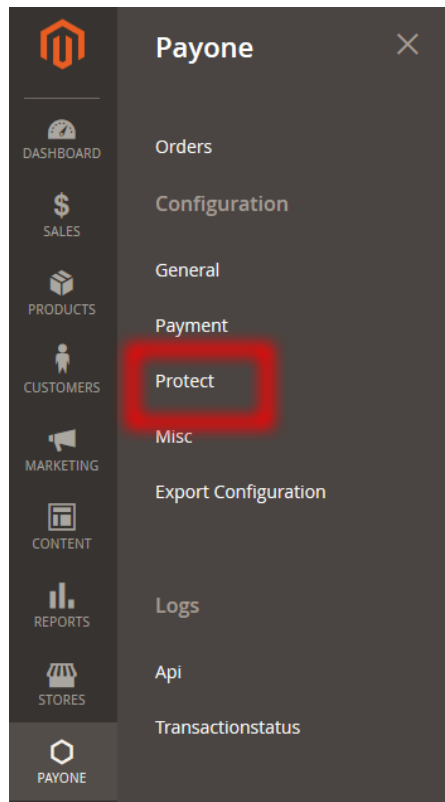 DASHBOARD
$
SALES
PRODUCTS
CUSTOMERS
MARKETING
CONTENT
REPORTS
STORES
PAYONE
Payone
Orders
Configuration
General
Payment
Protect
Misc
Export Configuration
Logs
Api
Transactionstatus